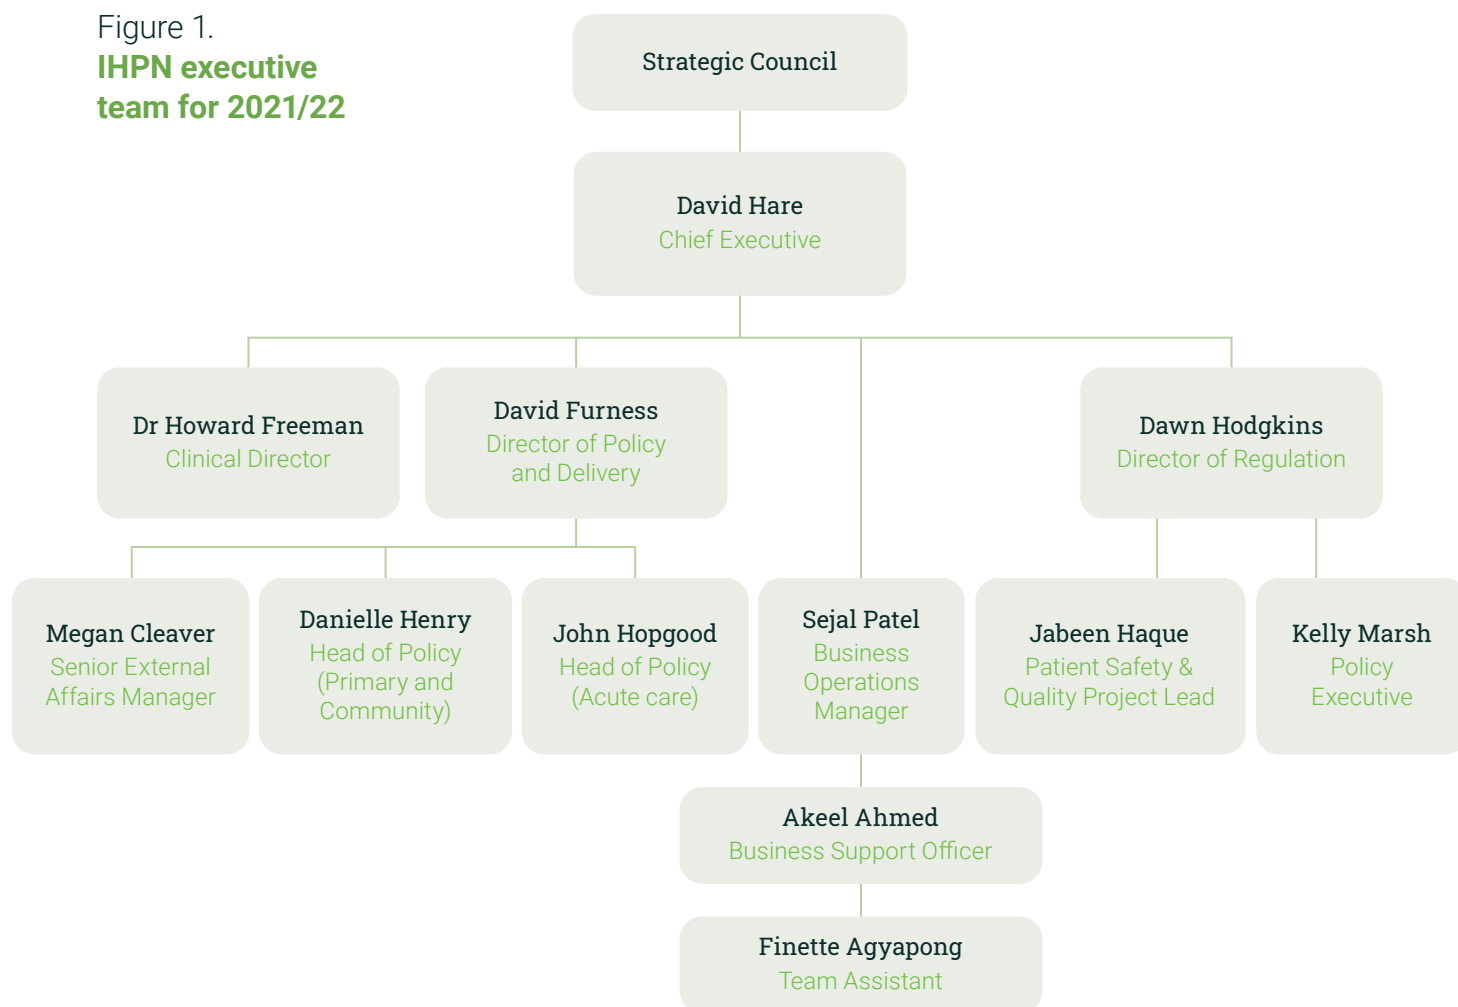 Figure 1.
IHPN executive
team for 2021/22
Strategic Council
David Hare
Chief Executive
Dr Howard Freeman
Clinical Director
David Furness
Director of Policy
and Delivery
Dawn Hodgkins
Director of Regulation
Megan Cleaver
Senior External
Affairs Manager
Danielle Henry
Head of Policy
(Primary and
Community)
John Hopgood
Head of Policy
(Acute care)
Sejal Patel
Business
Operations
Manager
Jabeen Haque
Patient Safety &
Quality Project Lead
Kelly Marsh
Policy
Executive
Akeel Ahmed
Business Support Officer
Finette Agyapong
Team Assistant